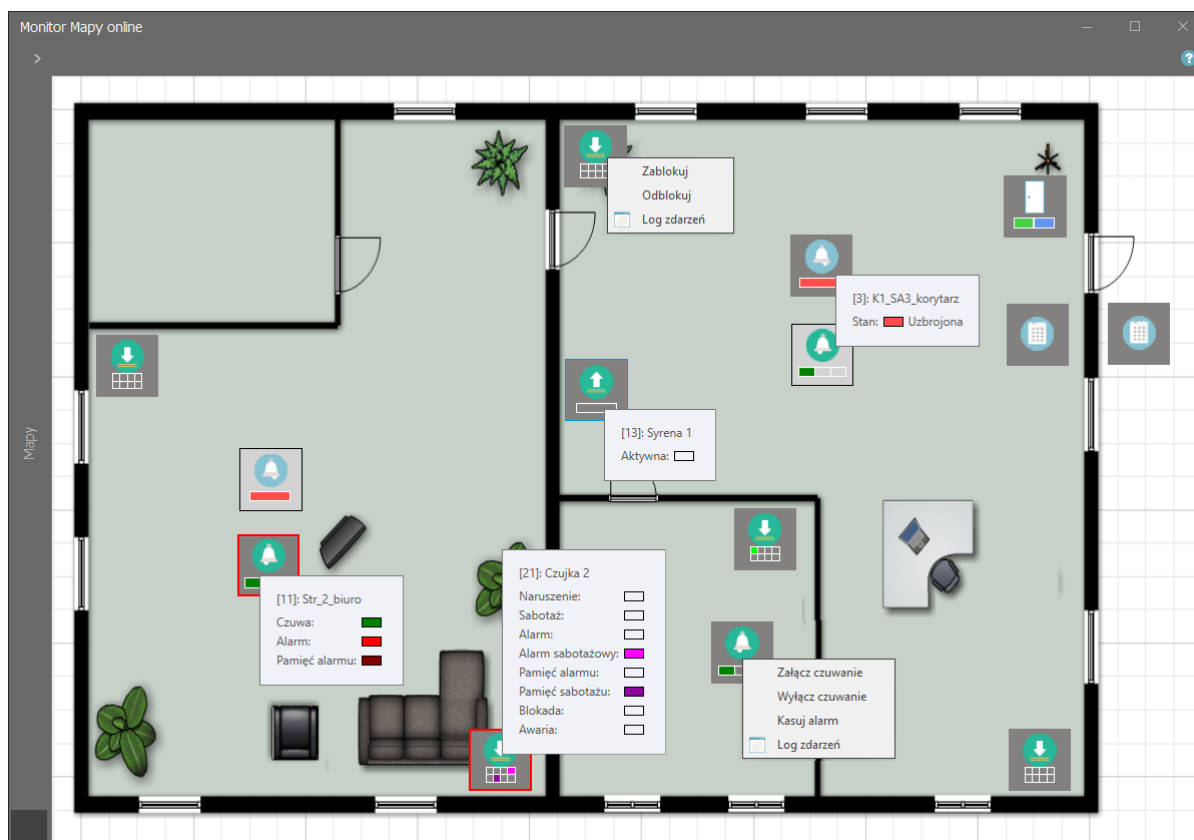 Monitor Mapy online
?
Mapy
Zablokuj
Odblokuj
Log zdarzeń
[3]: K1_SA3_korytarz
Stan: Uzbrojona
[13]: Syrena 1
Aktywna:
[11]: Str_2_biuro
Czuwa:
Alarm:
Pamięć alarmu:
[21]: Czujka 2
Naruszenie:
Sabotaż:
Alarm:
Alarm sabotażowy:
Pamięć alarmu:
Pamięć sabotażu:
Blokada:
Awaria:
Załącz czuwanie
Wyłącz czuwanie
Kasuj alarm
Log zdarzeń